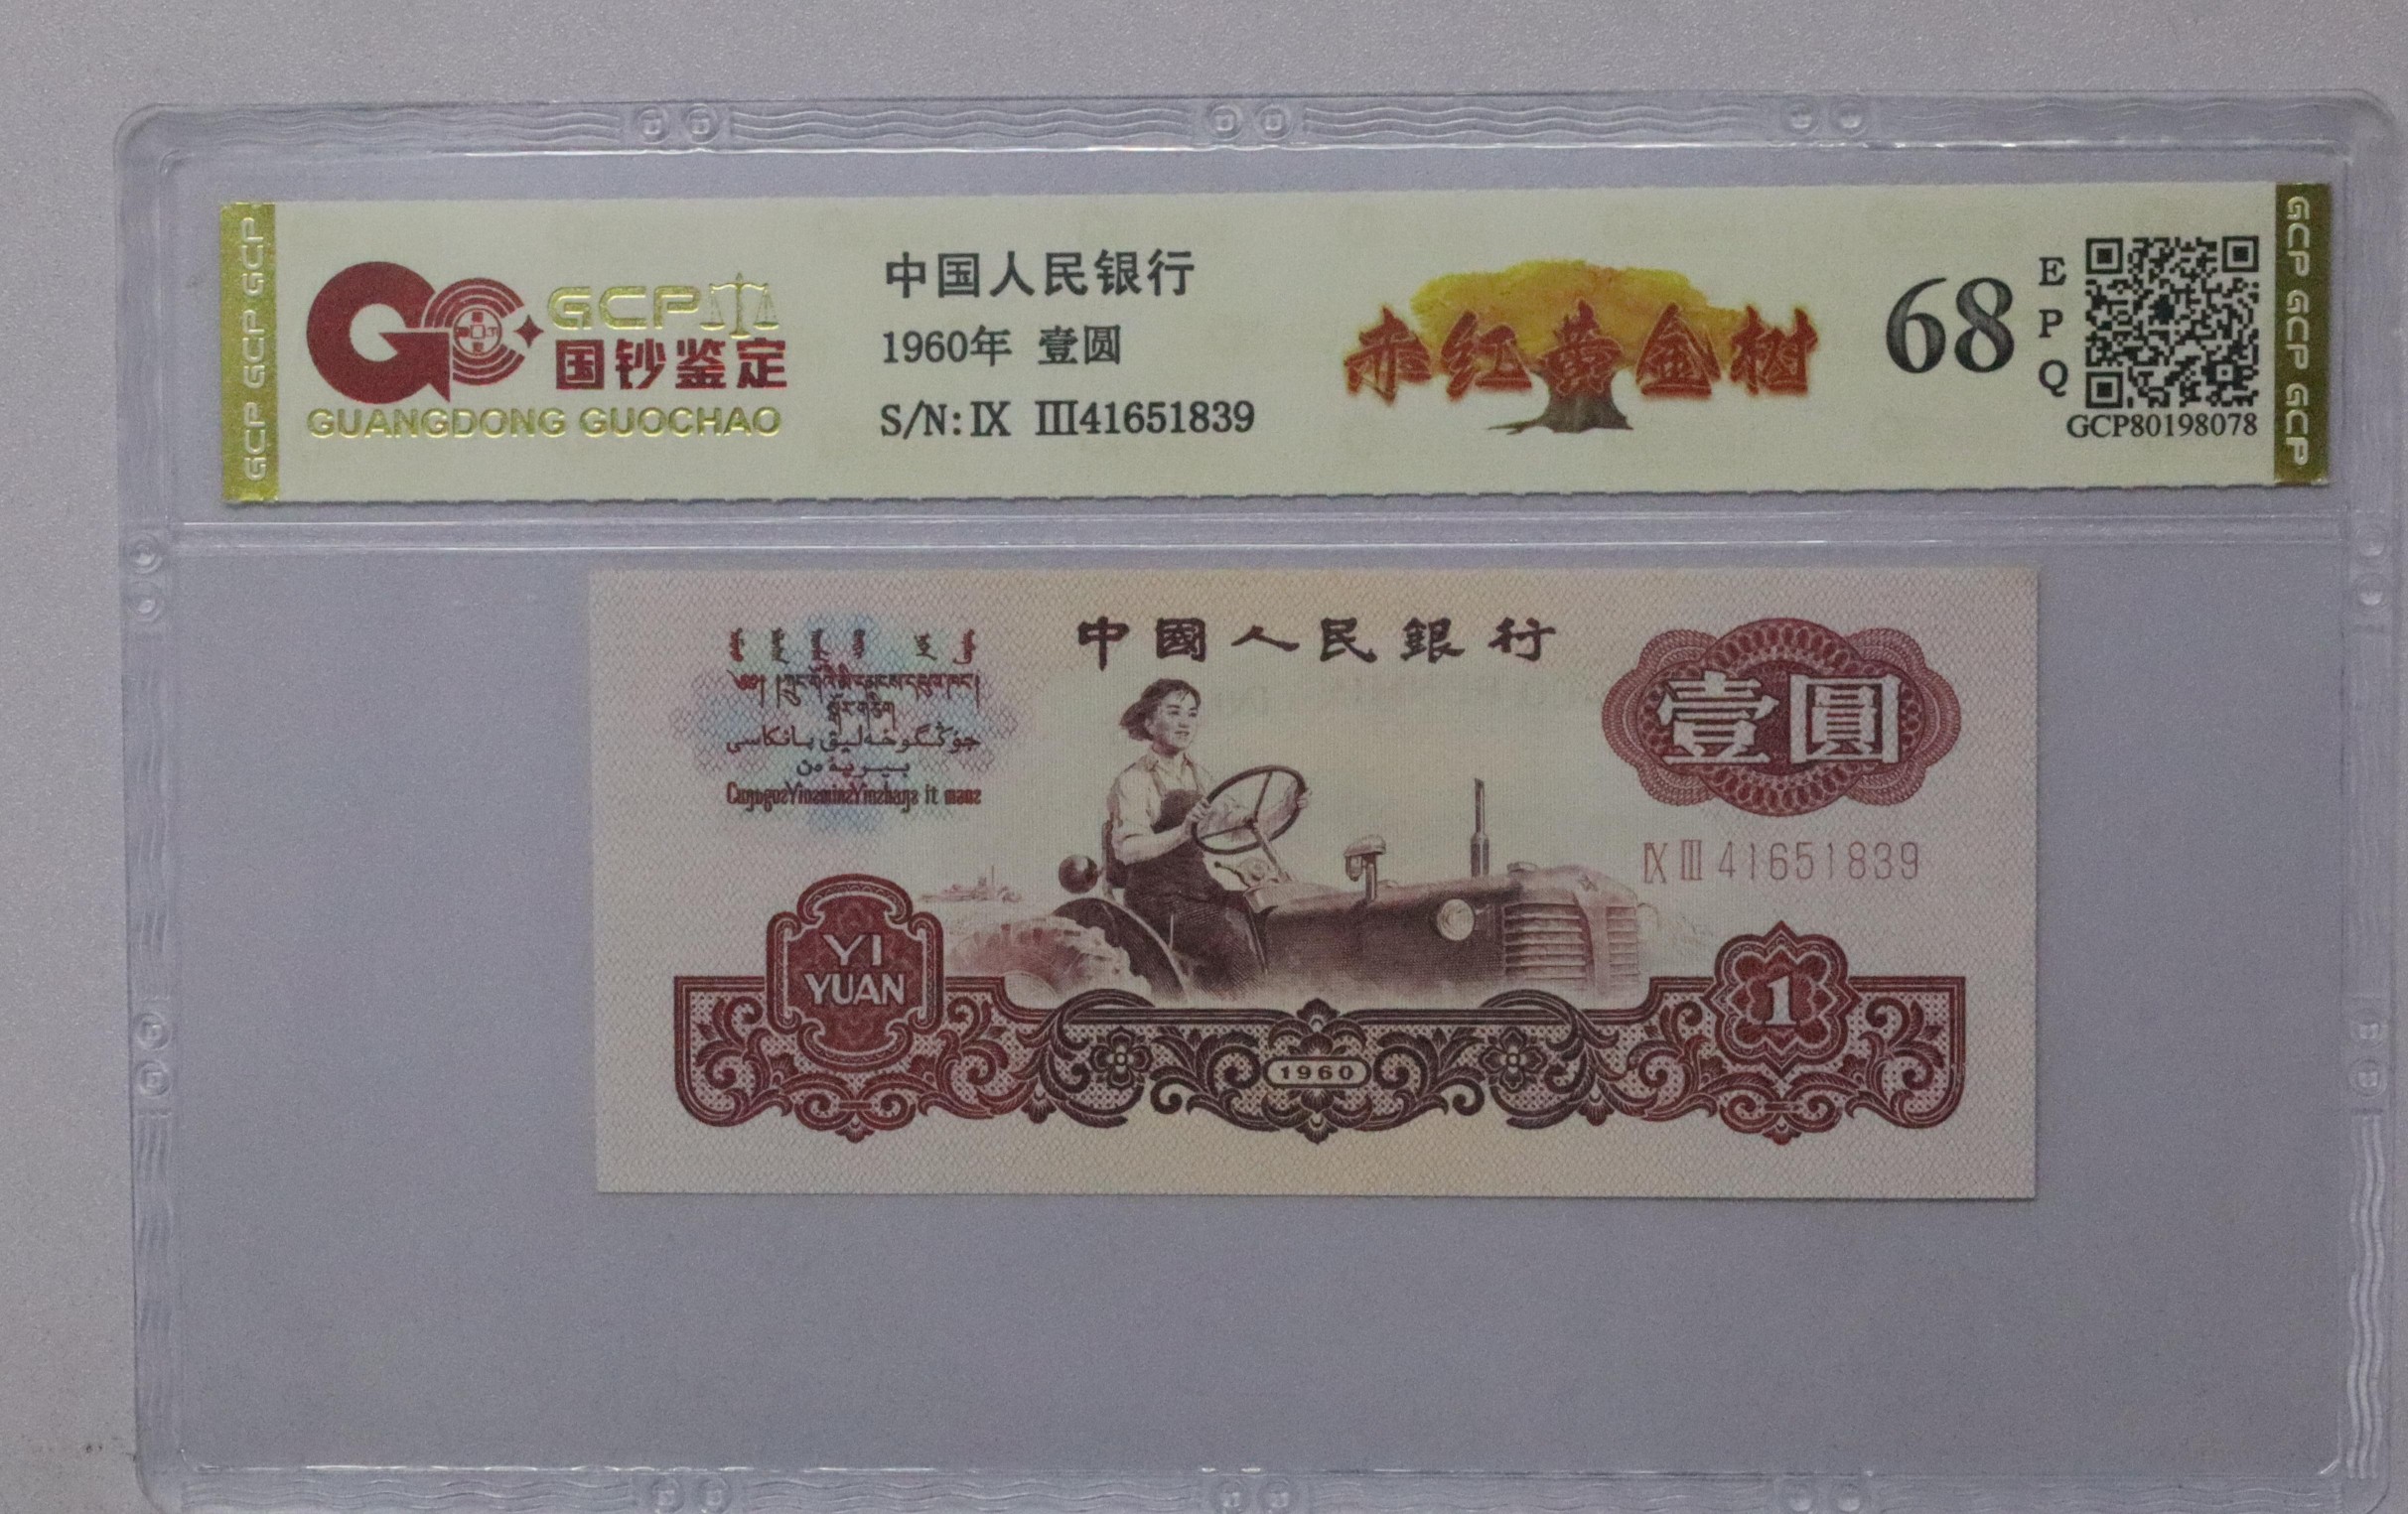 GCP GCP GCP
GCP
国钞鉴定
GUANGDONG GUOCHAO
中国人民银行
1960年 壹圆
S/N: IX III41651839
赤红黄金树
68
E
P
Q
GCP80198078
GCP GCP GCP
中國人民銀行
壹圓
IX III 41651839
YI
YUAN
1960
1